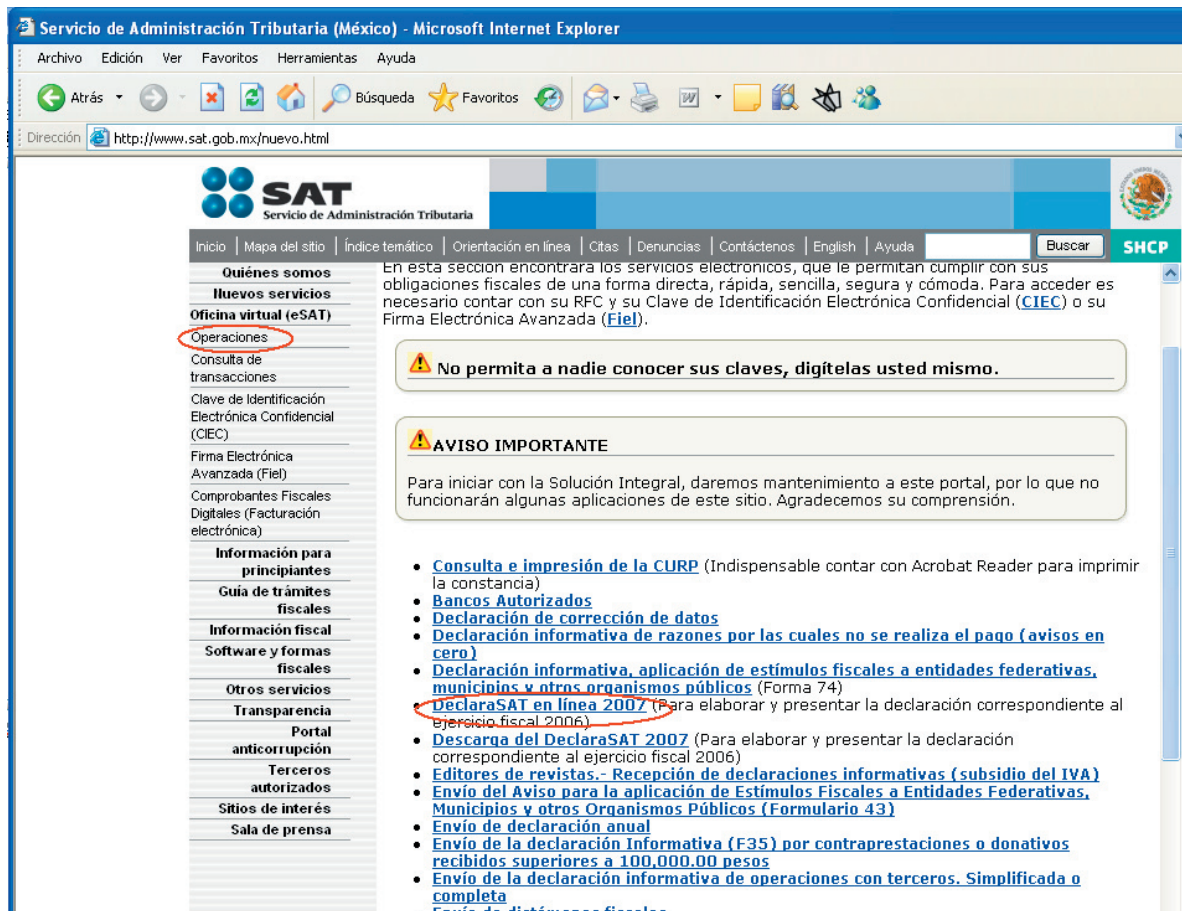 Servicio de Administración Tributaria (México) - Microsoft Internet Explorer
Archivo Edición Ver Favoritos Herramientas Ayuda
Atrás Búsqueda Favoritos
Dirección http://www.sat.gob.mx/nuevo.html
SAT
Servicio de Administración Tributaria
Inicio | Mapa del sitio | Índice temático | Orientación en línea | Citas | Denuncias | Contáctenos | English | Ayuda Buscar SHCP
Quiénes somos
Nuevos servicios
Oficina virtual (eSAT)
Operaciones
Consulta de
transacciones
Clave de Identificación
Electrónica Confidencial
(CIEC)
Firma Electrónica
Avanzada (Fiel)
Comprobantes Fiscales
Digitales (Facturación
electrónica)
Información para
principiantes
Guía de trámites
fiscales
Información fiscal
Software y formas
fiscales
Otros servicios
Transparencia
Portal
anticorrupción
Terceros
autorizados
Sitios de interés
Sala de prensa
En esta sección encontrará los servicios electrónicos, que le permitan cumplir con sus
obligaciones fiscales de una forma directa, rápida, sencilla, segura y cómoda. Para acceder es
necesario contar con su RFC y su Clave de Identificación Electrónica Confidencial (CIEC) o su
Firma Electrónica Avanzada (Fiel).
No permita a nadie conocer sus claves, digítelas usted mismo.
AVISO IMPORTANTE
Para iniciar con la Solución Integral, daremos mantenimiento a este portal, por lo que no
funcionarán algunas aplicaciones de este sitio. Agradecemos su comprensión.
• Consulta e impresión de la CURP (Indispensable contar con Acrobat Reader para imprimir
la constancia)
• Bancos Autorizados
• Declaración de corrección de datos
• Declaración informativa de razones por las cuales no se realiza el pago (avisos en
cero)
• Declaración informativa, aplicación de estímulos fiscales a entidades federativas,
municipios y otros organismos públicos (Forma 74)
• DeclaraSAT en línea 2007 (Para elaborar y presentar la declaración correspondiente al
ejercicio fiscal 2006)
• Descarga del DeclaraSAT 2007 (Para elaborar y presentar la declaración
correspondiente al ejercicio fiscal 2006)
• Editores de revistas.- Recepción de declaraciones informativas (subsidio del IVA)
• Envío del Aviso para la aplicación de Estímulos Fiscales a Entidades Federativas,
Municipios y otros Organismos Públicos (Formulario 43)
• Envío de declaración anual
• Envío de la declaración Informativa (F35) por contraprestaciones o donativos
recibidos superiores a 100,000.00 pesos
• Envío de la declaración informativa de operaciones con terceros. Simplificada o
completa
• Envío de dictámenes fiscales